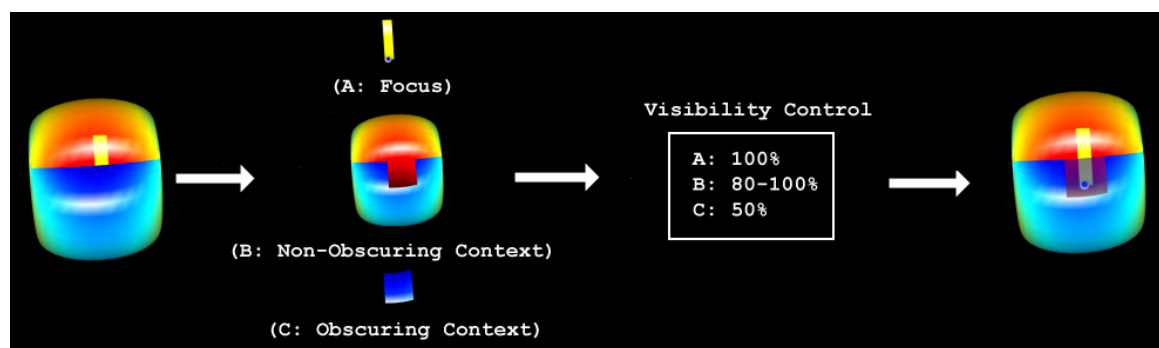 (A: Focus)
(B: Non-Obscuring Context)
(C: Obscuring Context)
Visibility Control
A: 100%
B: 80-100%
C: 50%